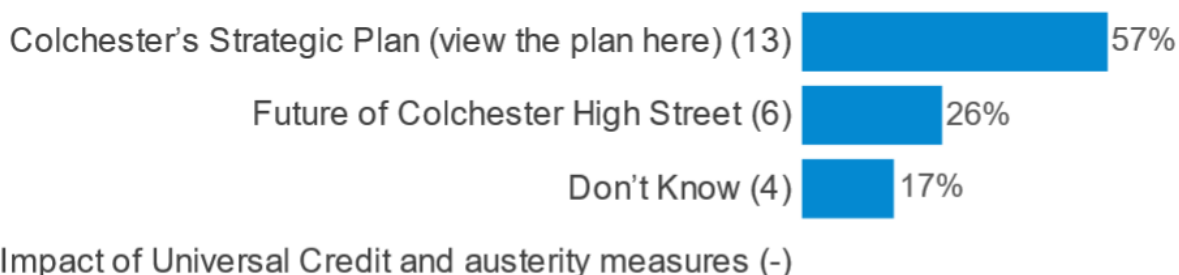 Colchester’s Strategic Plan (view the plan here) (13) 57%
Future of Colchester High Street (6) 26%
Don’t Know (4) 17%
Impact of Universal Credit and austerity measures (-)